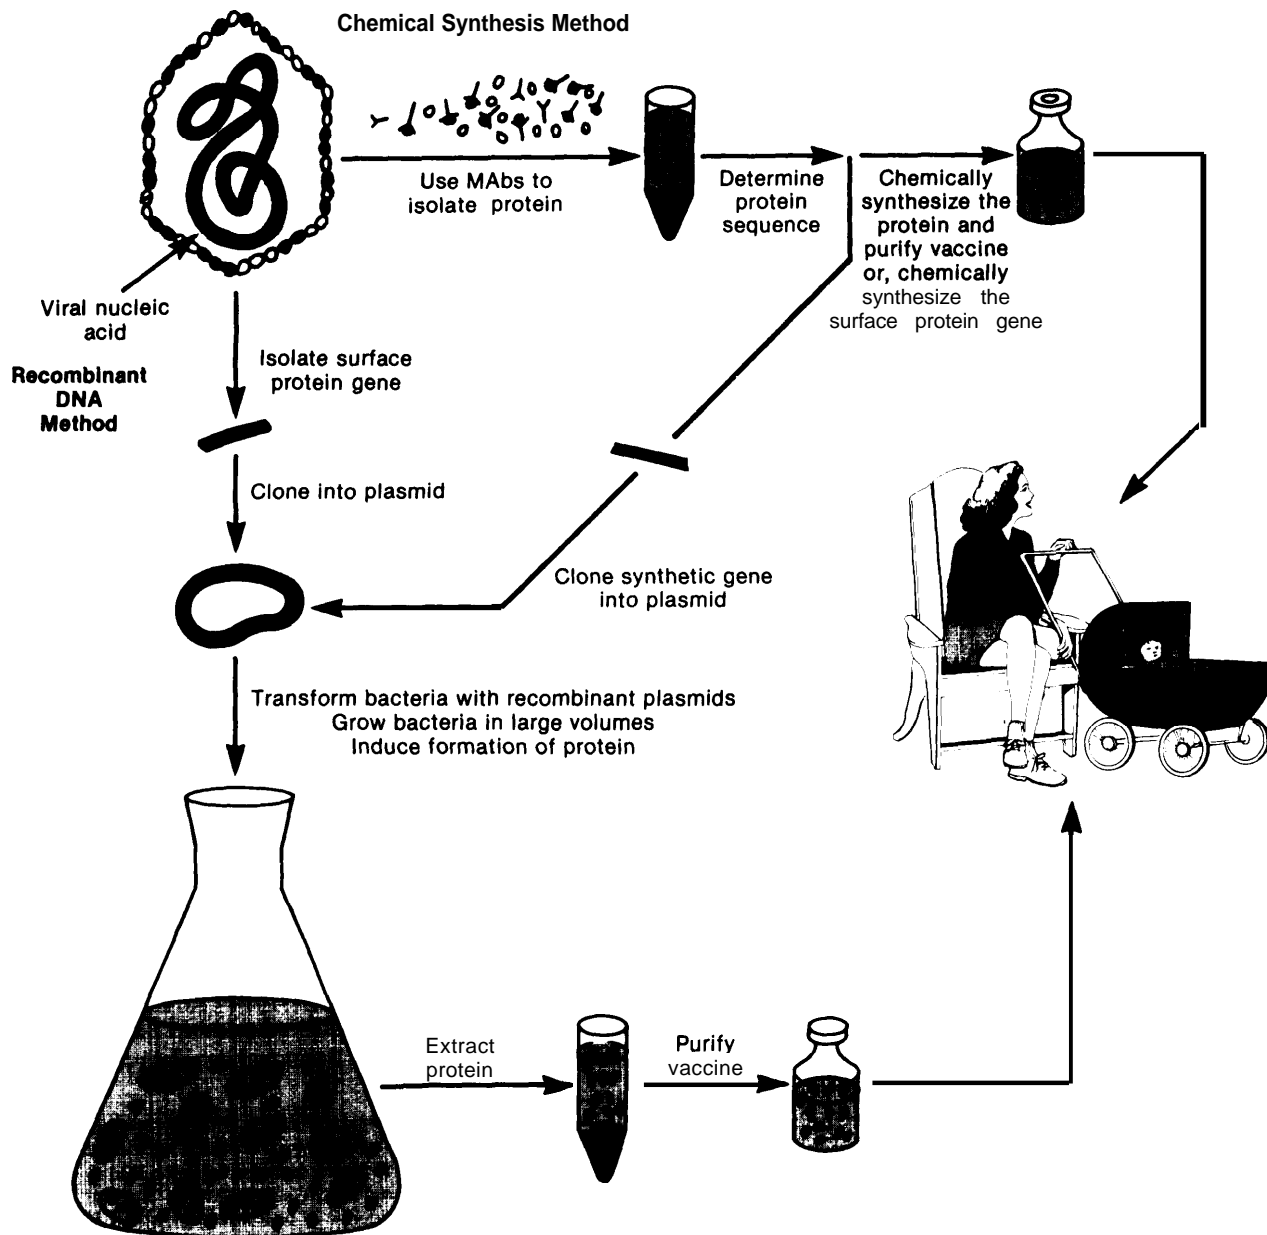 Chemical Synthesis Method
Use MAbs to
isolate protein
Determine
protein
sequence
Chemically
synthesize the
protein and
purify vaccine
or, chemically
synthesize the
surface protein gene
Viral nucleic
acid
Recombinant
DNA
Method
Isolate surface
protein gene
Clone into plasmid
Clone synthetic gene
into plasmid
Transform bacteria with recombinant plasmids
Grow bacteria in large volumes
Induce formation of protein
Extract
protein
Purify
vaccine